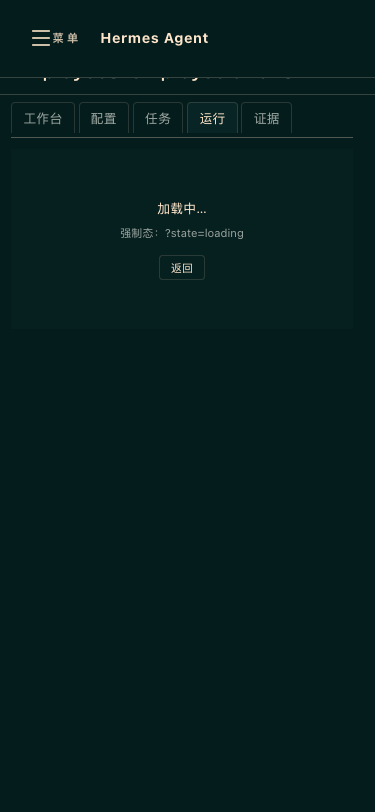 菜单 Hermes Agent
工作台 配置 任务 运行 证据
加载中...
强制态: ?state=loading
返回